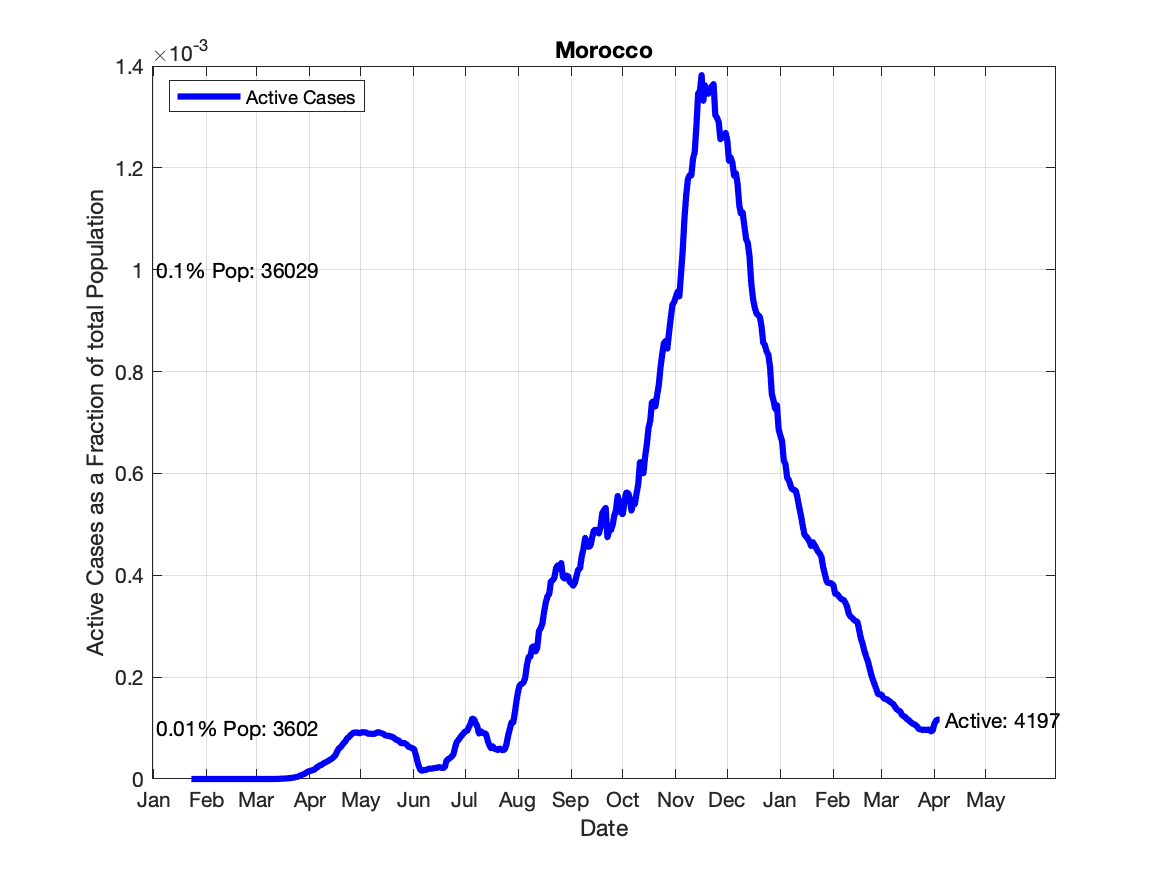 Morocco
×10-3
Active Cases
1.4
1.2
1
0.8
0.6
0.4
0.2
0
0.1% Pop: 36029
0.01% Pop: 3602
Active: 4197
Active Cases as a Fraction of total Population
Jan Feb Mar Apr May Jun Jul Aug Sep Oct Nov Dec Jan Feb Mar Apr May
Date